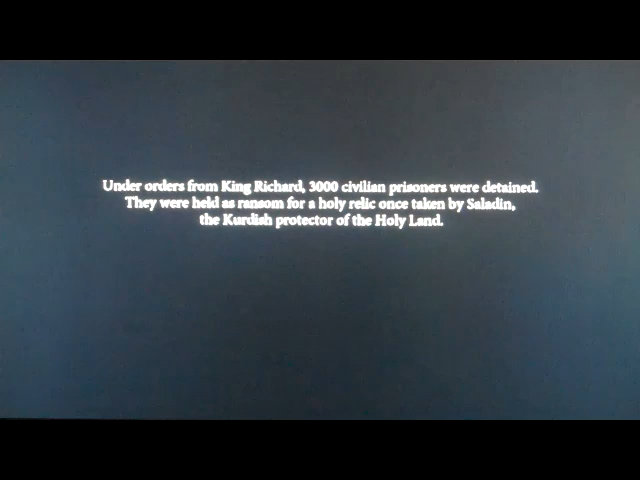 Under orders from King Richard, 3000 civilian prisoners were detained.
They were held as ransom for a holy relic once taken by Saladin,
the Kurdish protector of the Holy Land.